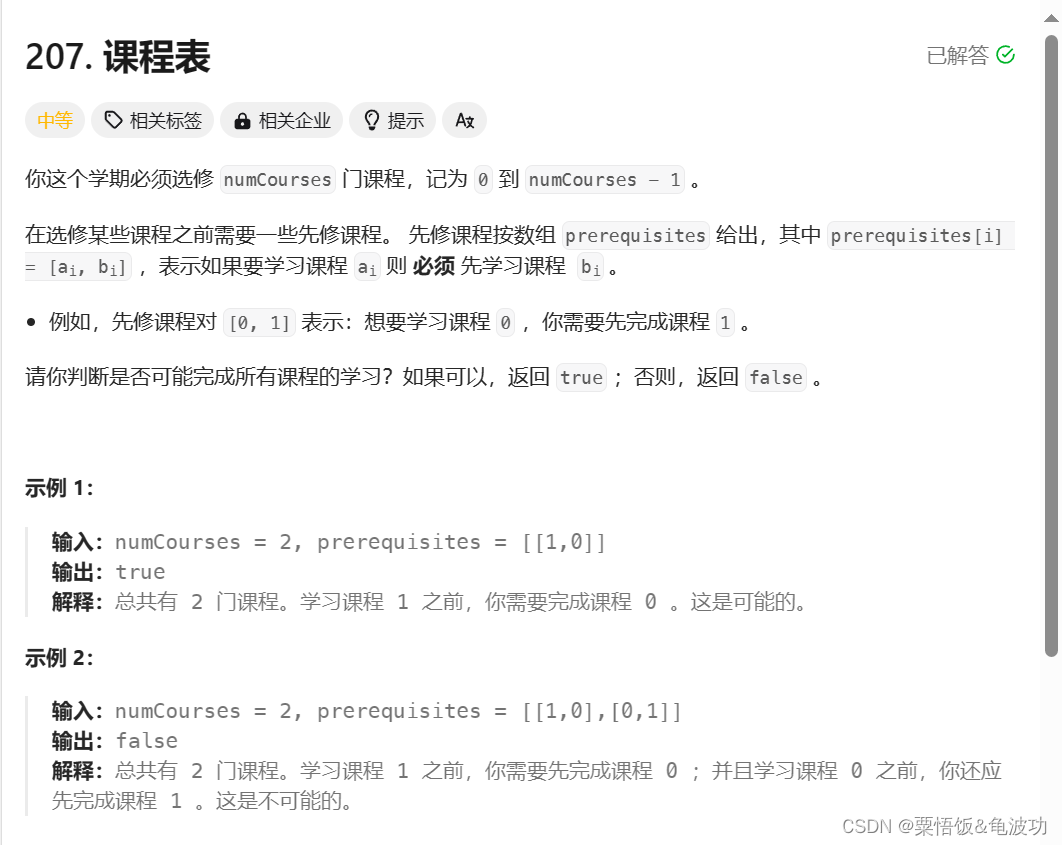 207. 课程表
已解答
中等 相关标签 相关企业 提示 Ax
你这个学期必须选修 numCourses 门课程，记为 0 到 numCourses - 1 。
在选修某些课程之前需要一些先修课程。 先修课程按数组 prerequisites 给出，其中 prerequisites[i]
= [ai, bi] ，表示如果要学习课程 ai 则 必须 先学习课程 bi 。
• 例如，先修课程对 [0, 1] 表示：想要学习课程 0 ，你需要先完成课程 1 。
请你判断是否可能完成所有课程的学习？如果可以，返回 true ；否则，返回 false 。
示例 1：
输入：numCourses = 2, prerequisites = [[1,0]]
输出：true
解释：总共有 2 门课程。学习课程 1 之前，你需要完成课程 0 。这是可能的。
示例 2：
输入：numCourses = 2, prerequisites = [[1,0],[0,1]]
输出：false
解释：总共有 2 门课程。学习课程 1 之前，你需要先完成课程 0 ；并且学习课程 0 之前，你还应
先完成课程 1 。这是不可能的。
CSDN @粟悟饭&龟波功